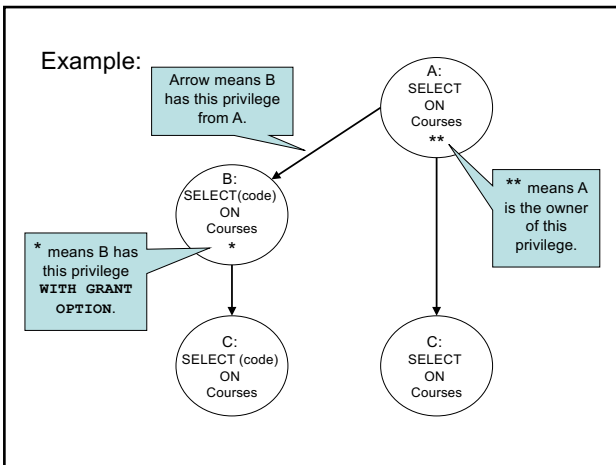 Example:
Arrow means B
has this privilege
from A.
A:
SELECT
ON
Courses
**
B:
SELECT(code)
ON
Courses
*
** means A
is the owner
of this
privilege.
* means B has
this privilege
WITH GRANT
OPTION.
C:
SELECT (code)
ON
Courses
C:
SELECT
ON
Courses